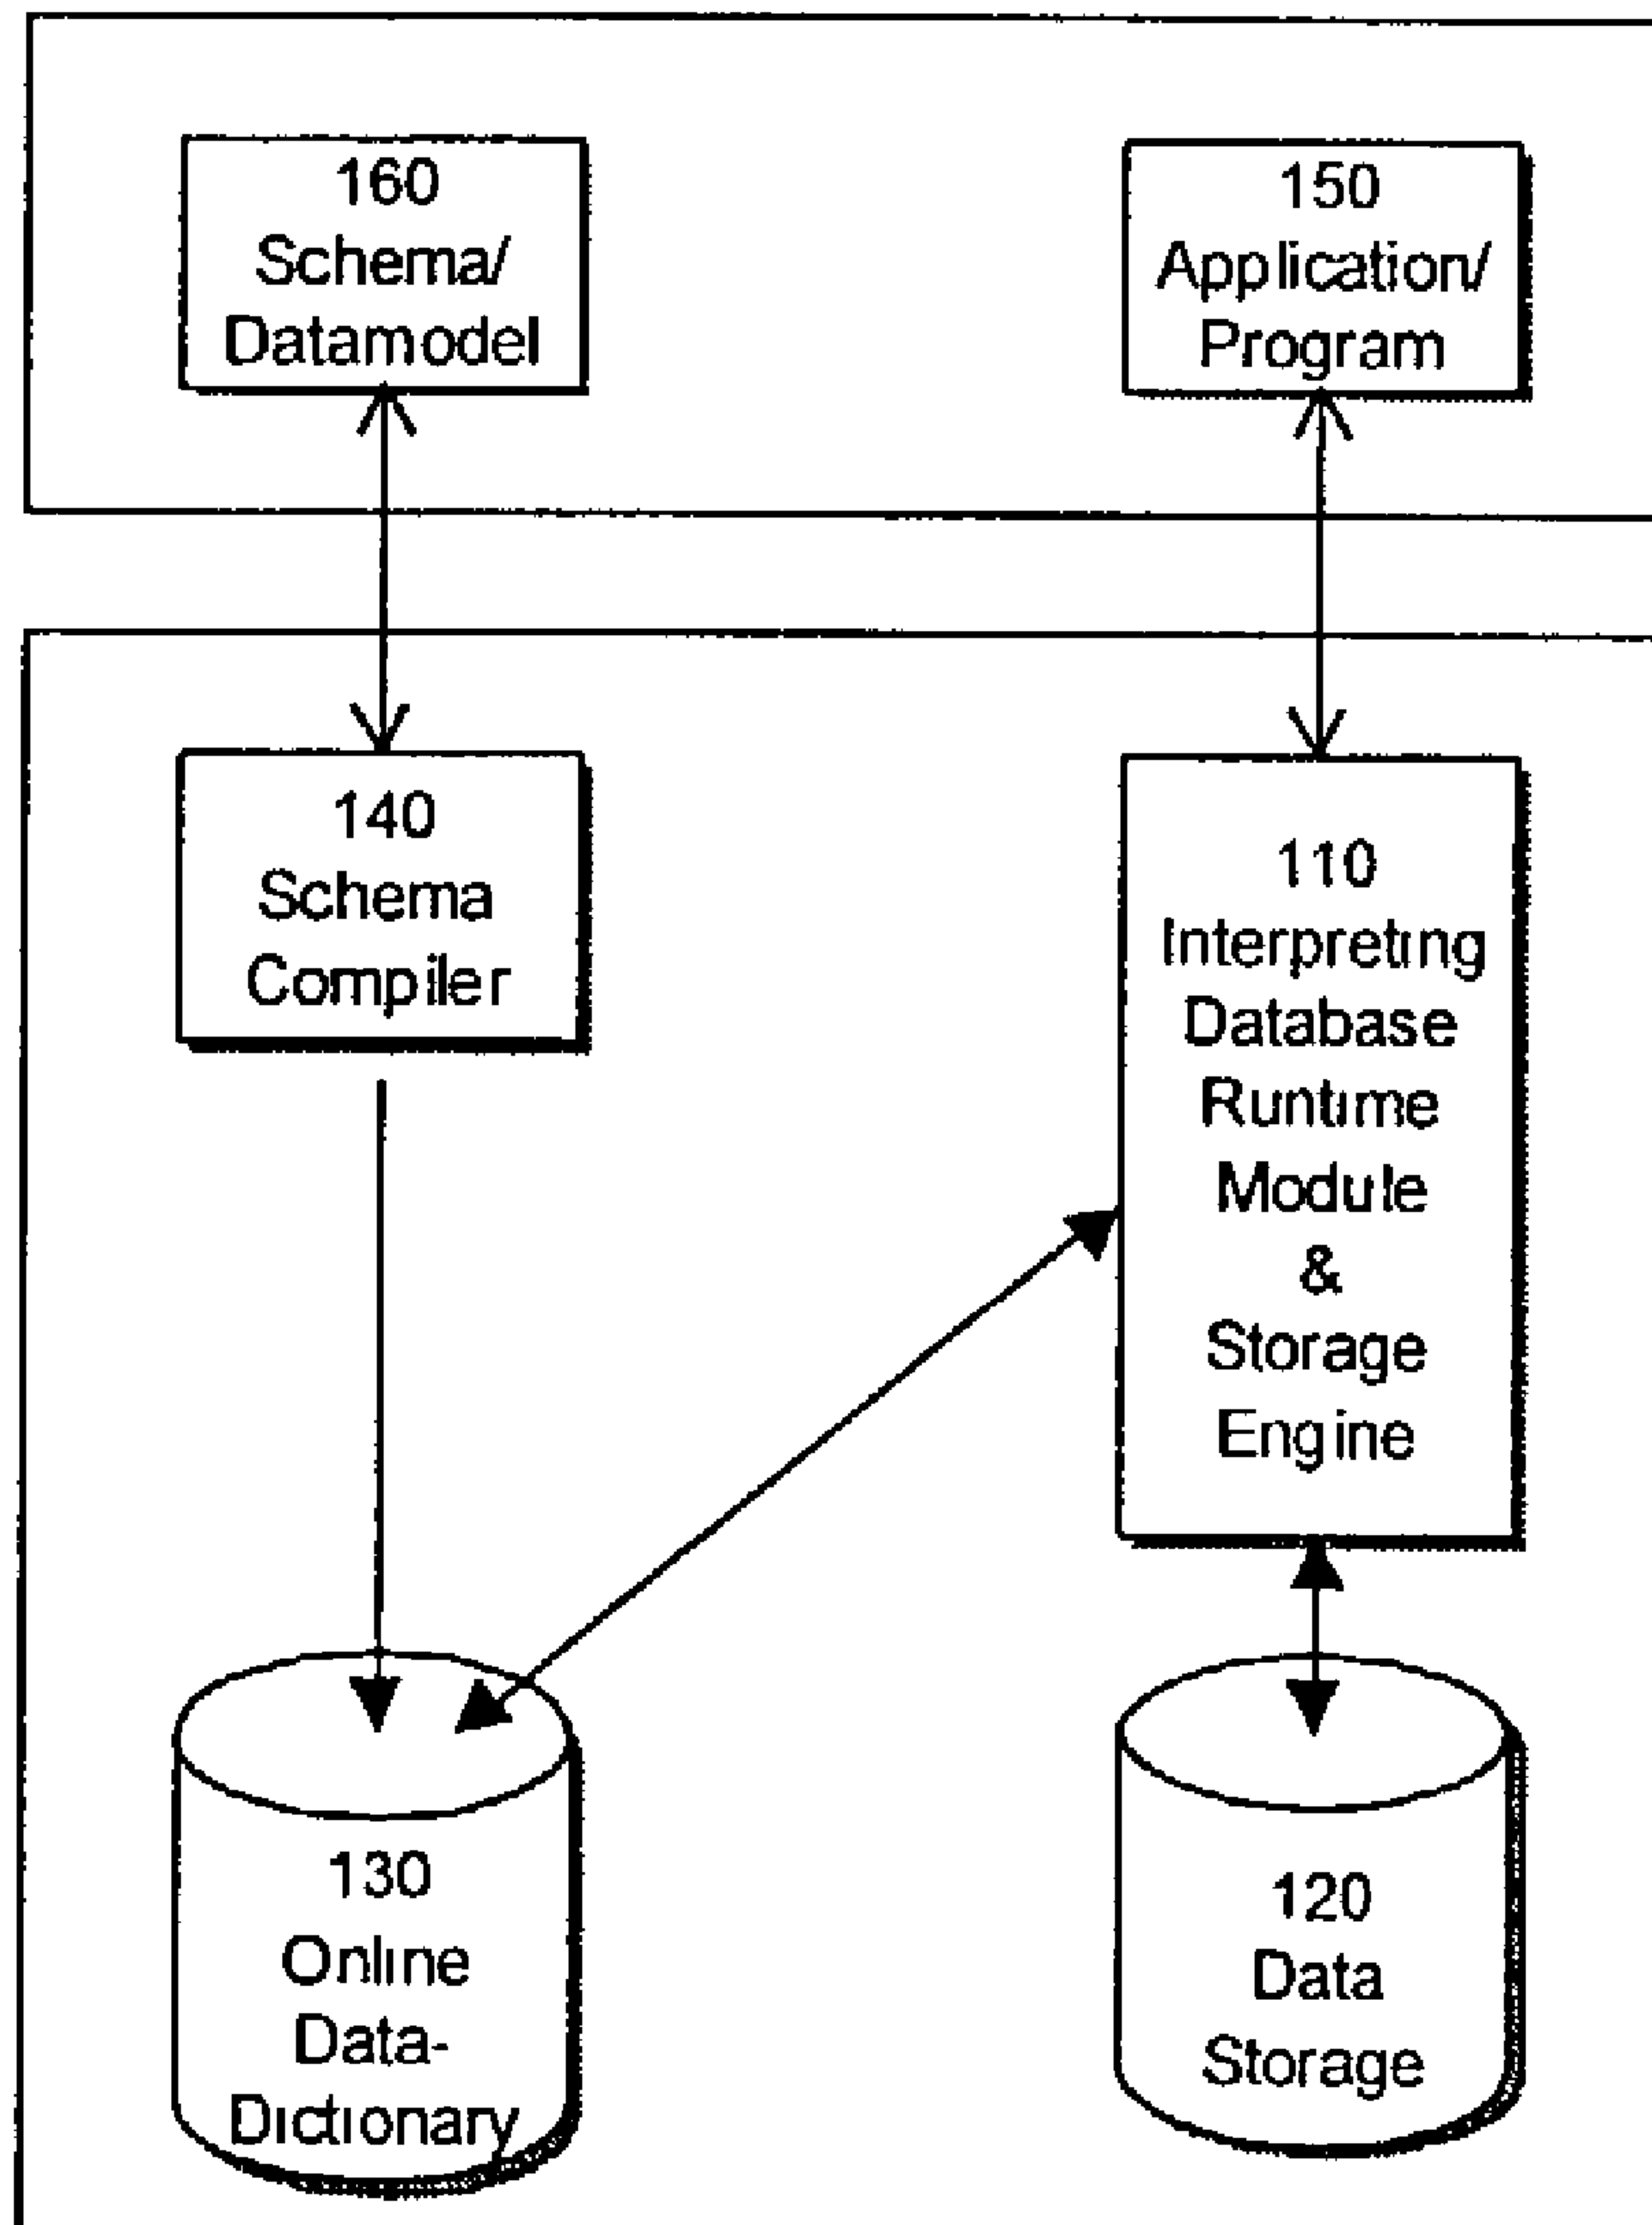 160
Schema/
Datamodel
150
Application/
Program
140
Schema
Compiler
110
Interpreting
Database
Runtime
Module
&
Storage
Engine
130
Online
Data-
Dictionary
120
Data
Storage